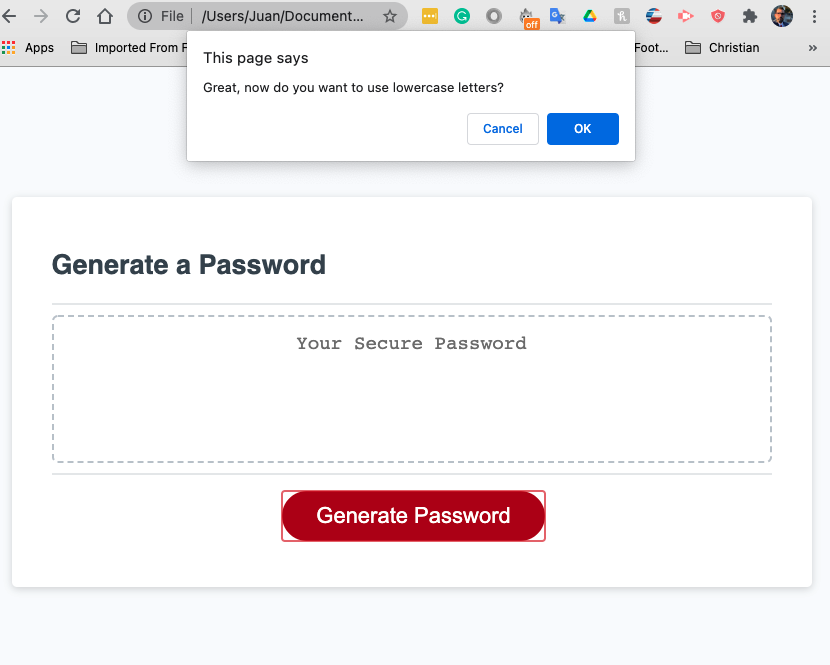 File /Users/Juan/Document...
off
Apps Imported From F Foot... Christian »
This page says
Great, now do you want to use lowercase letters?
Cancel OK
Generate a Password
Your Secure Password
Generate Password